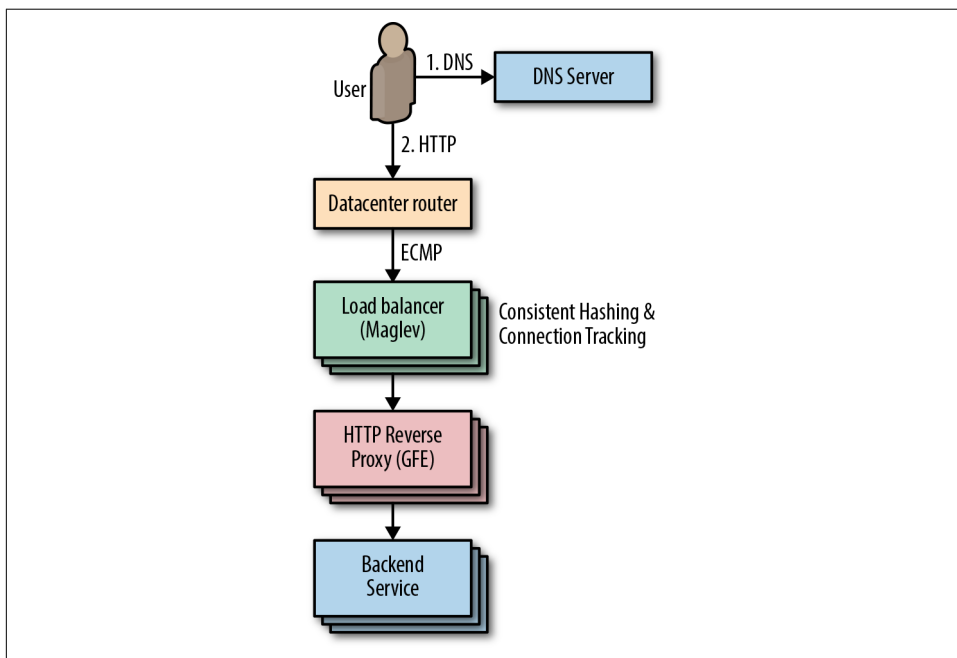 1. DNS
DNS Server
User
2. HTTP
Datacenter router
ECMP
Load balancer
(Maglev)
Consistent Hashing &
Connection Tracking
HTTP Reverse
Proxy (GFE)
Backend
Service